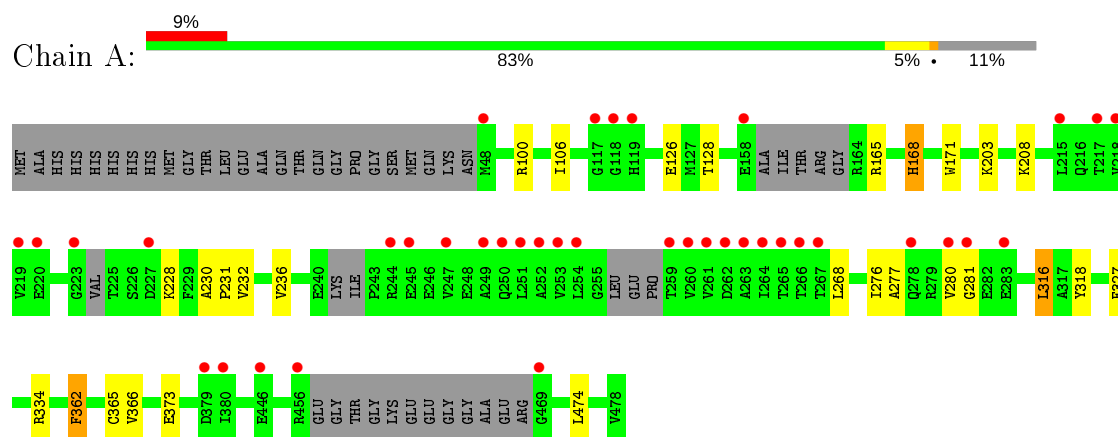 9%
Chain A:
83% 5% • 11%
MET ALA HIS HIS HIS HIS HIS HIS MET GLY THR LEU GLU ALA GLN THR GLN GLY PRO GLY SER MET GLN LYS ASN M48 R100 I106 G117 G118 H119 E126 M127 T128 E158 ALA ILE THR ARG GLY R164 R165 H168 W171 K203 K208 L215 Q216 T217 V218
V219 E220 G223 VAL T225 S226 D227 K228 F229 A230 P231 V232 V236 E240 LYS ILE P243 R244 E245 E246 V247 E248 A249 Q250 L251 A252 V253 L254 G255 LEU GLU PRO T259 V260 V261 D262 A263 I264 T265 T266 T267 L268 I276 A277 Q278 R279 V280 G281 E282 E283 L316 A317 Y318
R334 F362 C365 V366 E373 D379 I380 E446 R456 GLU GLY THR GLY LYS GLU GLU GLY GLY ALA GLU ARG G469 L474 V478